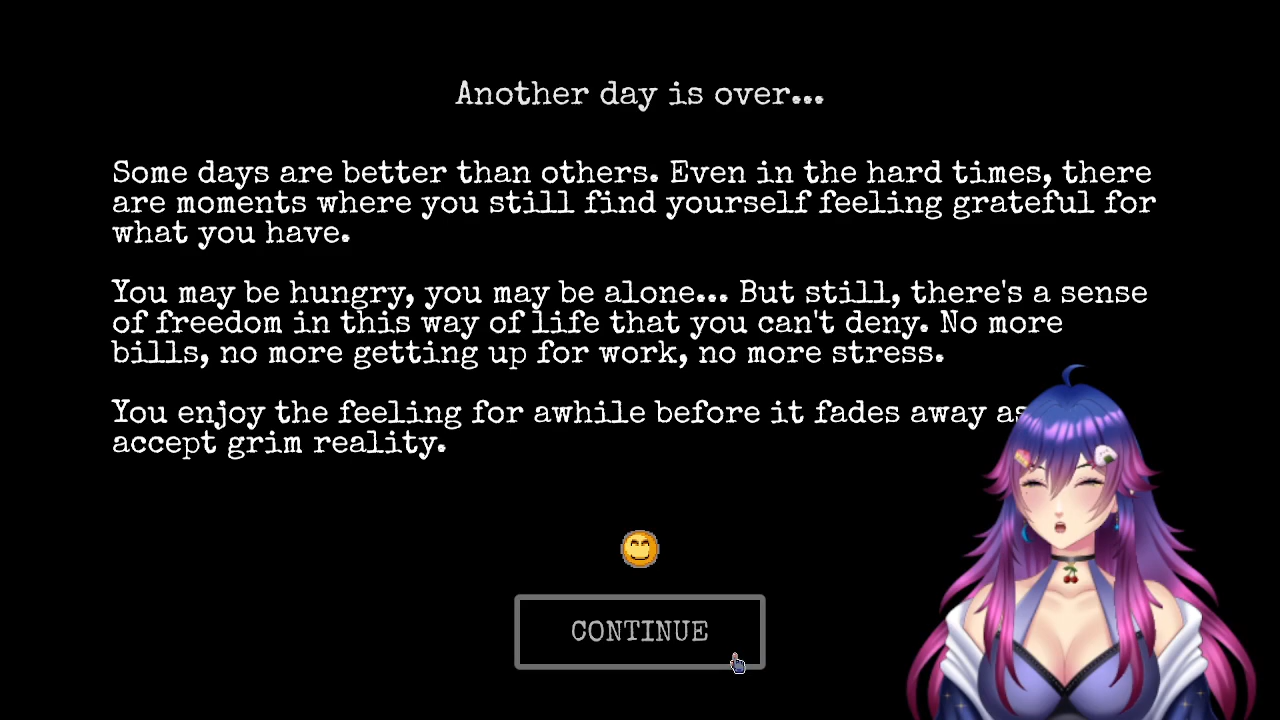 Another day is over...
Some days are better than others. Even in the hard times, there
are moments where you still find yourself feeling grateful for
what you have.
You may be hungry, you may be alone... But still, there's a sense
of freedom in this way of life that you can't deny. No more
bills, no more getting up for work, no more stress.
You enjoy the feeling for awhile before it fades away as
accept grim reality.
CONTINUE